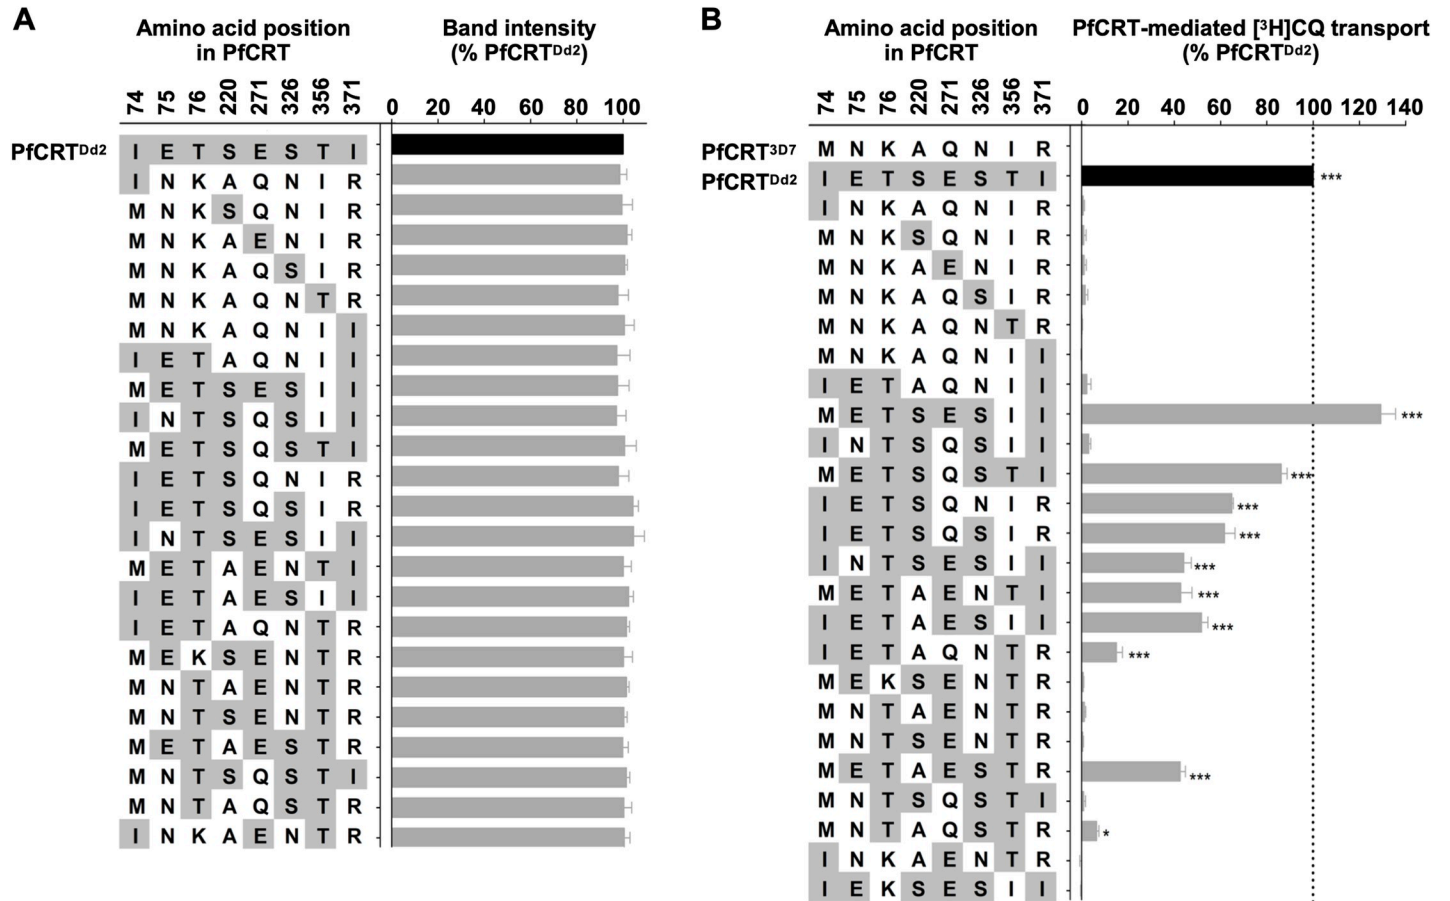 A
Amino acid position
in PfCRT
Band intensity
(% PfCRTᴰᵈ²)
74 75 76 220 271 326 356 371
0 20 40 60 80 100
PfCRTᴰᵈ² I E T S E S T I
I N K A Q N I R
M N K S Q N I R
M N K A E N I R
M N K A Q S I R
M N K A Q N T R
M N K A Q N I I
I E T A Q N I I
M E T S E S I I
I N T S Q S I I
M E T S Q S T I
I E T S Q N I R
I E T S Q S I R
I N T S E S I I
M E T A E N T I
I E T A E S I I
I E T A Q N T R
M E K S E N T R
M N T A E N T R
M N T S E N T R
M E T A E S T R
M N T S Q S T I
M N T A Q S T R
I N K A E N T R
B
Amino acid position
in PfCRT
PfCRT-mediated [³H]CQ transport
(% PfCRTᴰᵈ²)
74 75 76 220 271 326 356 371
0 20 40 60 80 100 120 140
PfCRT³ᴰ⁷ M N K A Q N I R
PfCRTᴰᵈ² I E T S E S T I ***
I N K A Q N I R
M N K S Q N I R
M N K A E N I R
M N K A Q S I R
M N K A Q N T R
M N K A Q N I I
I E T A Q N I I
M E T S E S I I ***
I N T S Q S I I
M E T S Q S T I ***
I E T S Q N I R ***
I E T S Q S I R ***
I N T S E S I I ***
M E T A E N T I ***
I E T A E S I I ***
I E T A Q N T R ***
M E K S E N T R
M N T A E N T R
M N T S E N T R
M E T A E S T R ***
M N T S Q S T I
M N T A Q S T R *
I N K A E N T R
I E K S E S I I